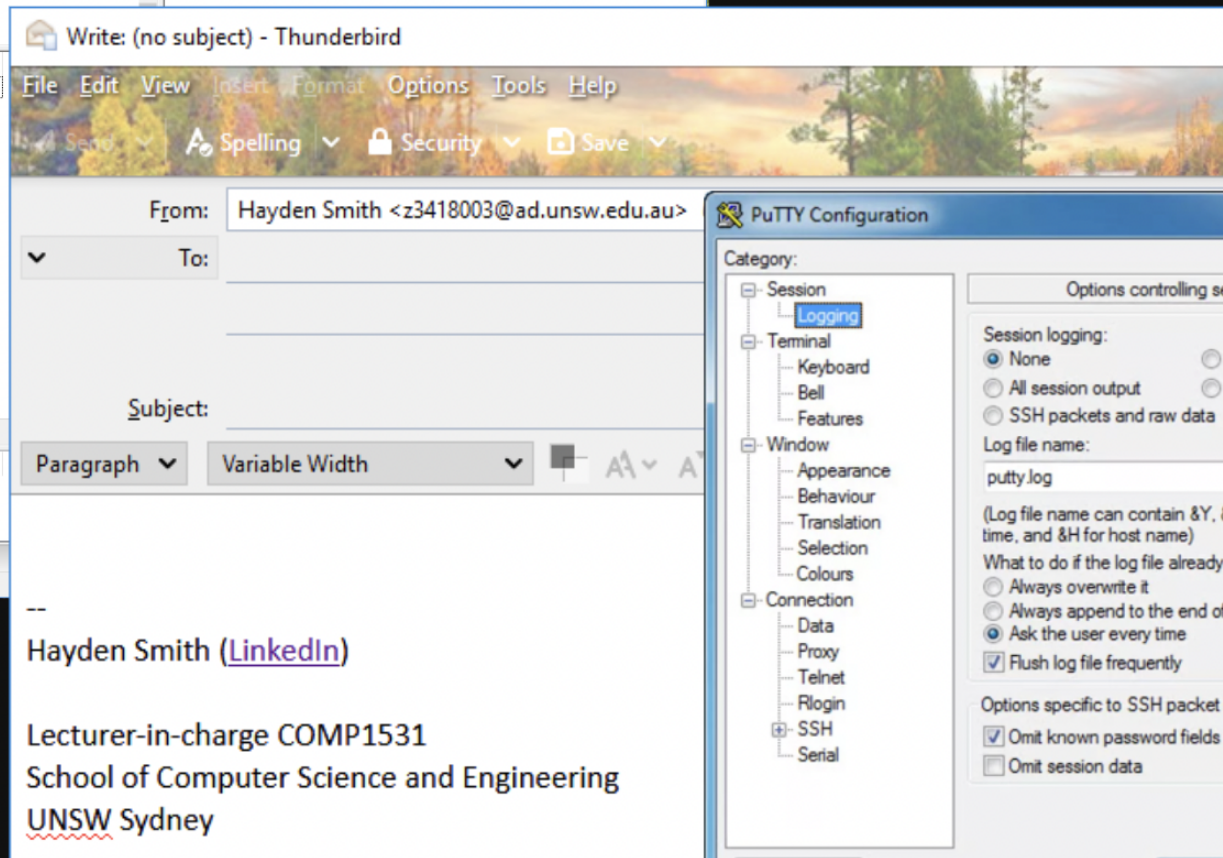 Write: (no subject) - Thunderbird
File Edit View Insert Format Options Tools Help
Send Spelling Security Save
From: Hayden Smith <z3418003@ad.unsw.edu.au>
To:
Subject:
Paragraph Variable Width
--
Hayden Smith (LinkedIn)
Lecturer-in-charge COMP1531
School of Computer Science and Engineering
UNSW Sydney
PuTTY Configuration
Category:
Session
Logging
Terminal
Keyboard
Bell
Features
Window
Appearance
Behaviour
Translation
Selection
Colours
Connection
Data
Proxy
Telnet
Rlogin
SSH
Serial
Options controlling
Session logging:
None
All session output
SSH packets and raw data
Log file name:
putty.log
(Log file name can contain &Y,
time, and &H for host name)
What to do if the log file already
Always overwrite it
Always append to the end of
Ask the user every time
Flush log file frequently
Options specific to SSH packet
Omit known password fields
Omit session data